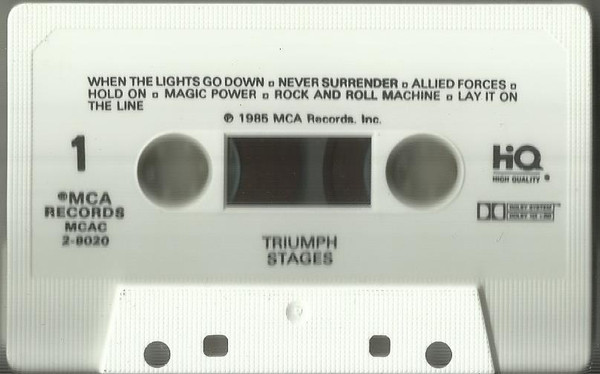 WHEN THE LIGHTS GO DOWN ▫ NEVER SURRENDER ▫ ALLIED FORCES ▫
HOLD ON ▫ MAGIC POWER ▫ ROCK AND ROLL MACHINE ▫ LAY IT ON
THE LINE
℗ 1985 MCA Records, Inc.
1
HiQ
HIGH QUALITY
®MCA
RECORDS
MCAC
2-8020
DOLBY SYSTEM
TRIUMPH
STAGES